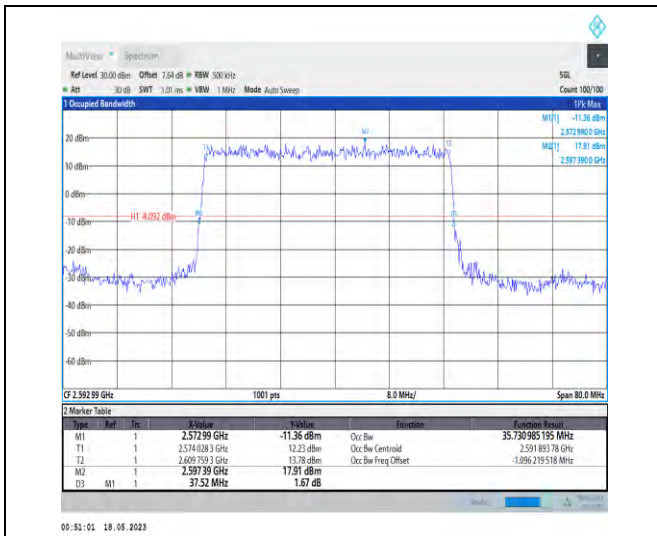 MultiView Spectrum
Ref Level 30.00 dBm Offset 7.64 dB RBW 500 kHz SGL
Att 30 dB SWT 1.01 ms VBW 1 MHz Mode Auto Sweep Count 100/100
1 Occupied Bandwidth 1Pk Max
M1[1] -11.36 dBm
2.572990 0 GHz
M2[1] 17.91 dBm
2.597390 0 GHz
M2
T1
T2
20 dBm
10 dBm
0 dBm
H1 -8.092 dBm
-10 dBm
-20 dBm
-30 dBm
-40 dBm
-50 dBm
-60 dBm
CF 2.592 99 GHz 1001 pts 8.0 MHz/ Span 80.0 MHz
2 Marker Table
Type Ref Trc X-Value Y-Value Function Function Result
M1 1 2.572 99 GHz -11.36 dBm Occ Bw 35.730 985 195 MHz
T1 1 2.574 028 3 GHz 12.23 dBm Occ Bw Centroid 2.591 893 78 GHz
T2 1 2.609 759 3 GHz 13.78 dBm Occ Bw Freq Offset -1.096 219 518 MHz
M2 1 2.597 39 GHz 17.91 dBm
D3 M1 1 37.52 MHz 1.67 dB
00:51:01 18.05.2023